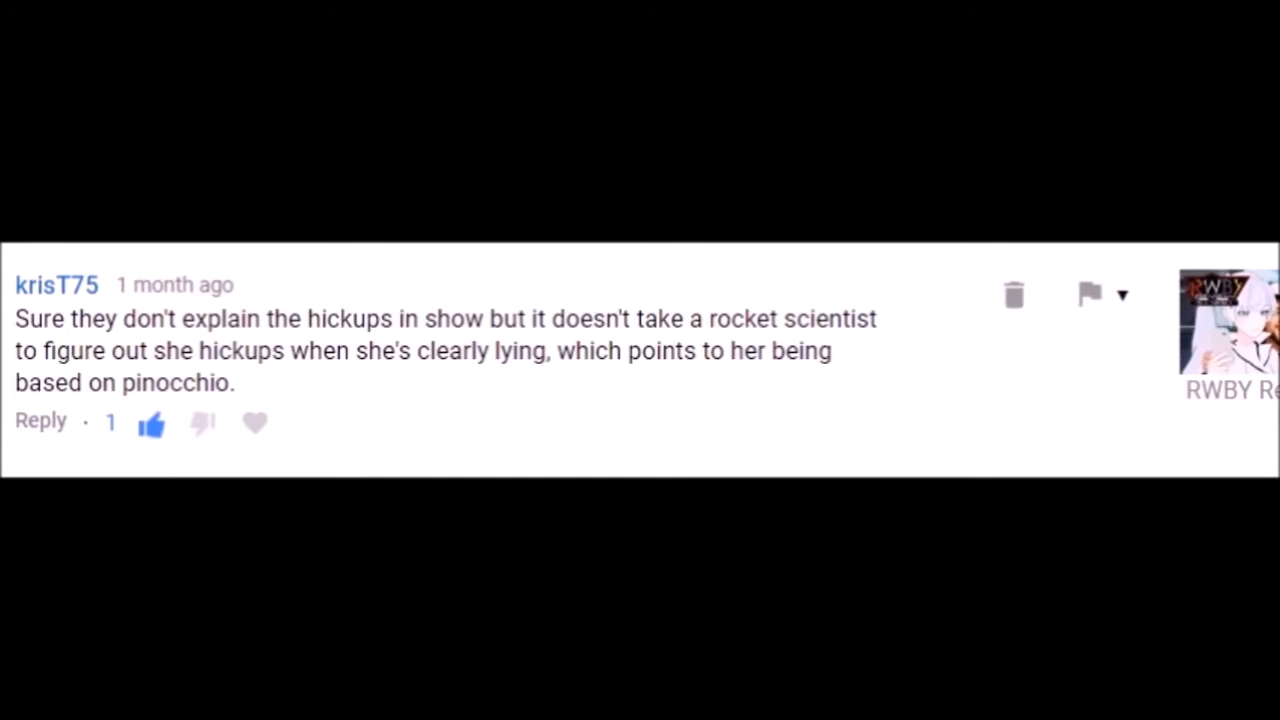 krisT75 1 month ago
Sure they don't explain the hickups in show but it doesn't take a rocket scientist
to figure out she hickups when she's clearly lying, which points to her being
based on pinocchio.
Reply · 1
RWBY
RWBY Re